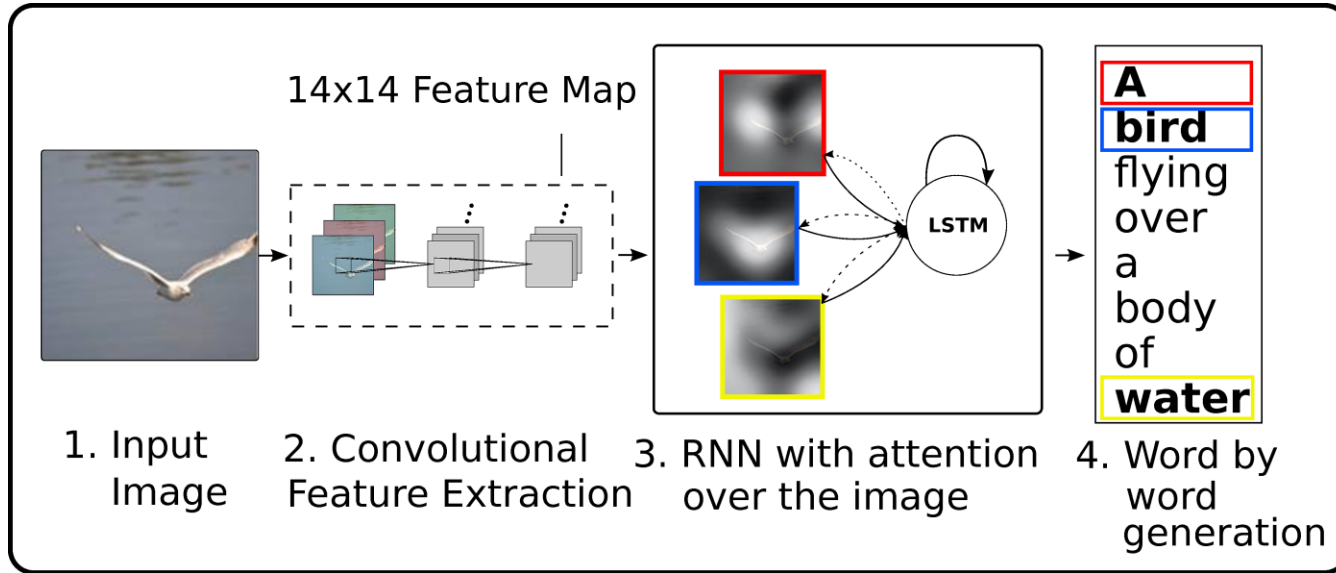 14x14 Feature Map
LSTM
A
bird
flying
over
a
body
of
water
1. Input
Image
2. Convolutional
Feature Extraction
3. RNN with attention
over the image
4. Word by
word
generation